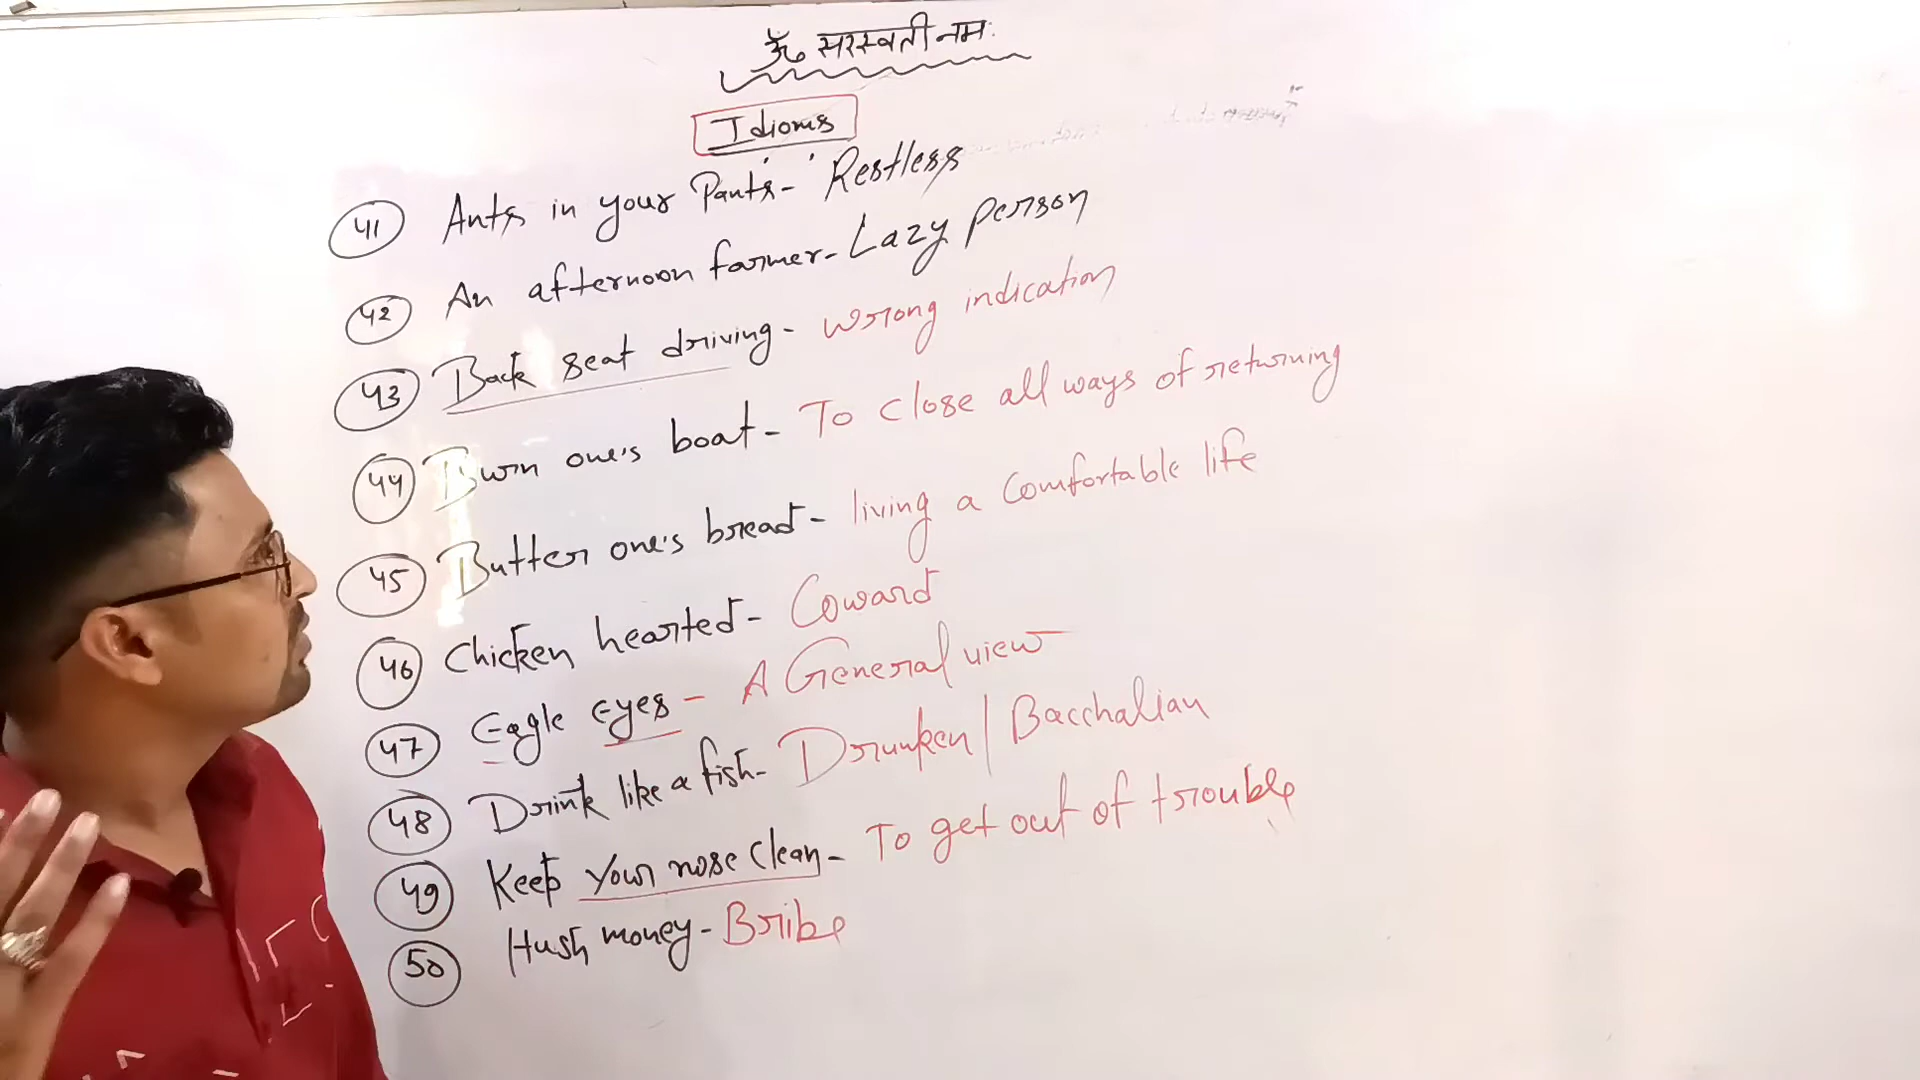 ॐ सरस्वती नमः
Idioms
41 Ants in your Pants - Restless
42 An afternoon farmer - Lazy person
43 Back seat driving - wrong indication
44 Burn one's boat - To close all ways of returning
45 Butter one's bread - living a comfortable life
46 Chicken hearted - Coward
47 Eagle eyes - A General view
48 Drink like a fish - Drunken / Bacchalian
49 Keep your nose clean - To get out of trouble
50 Hush money - Bribe